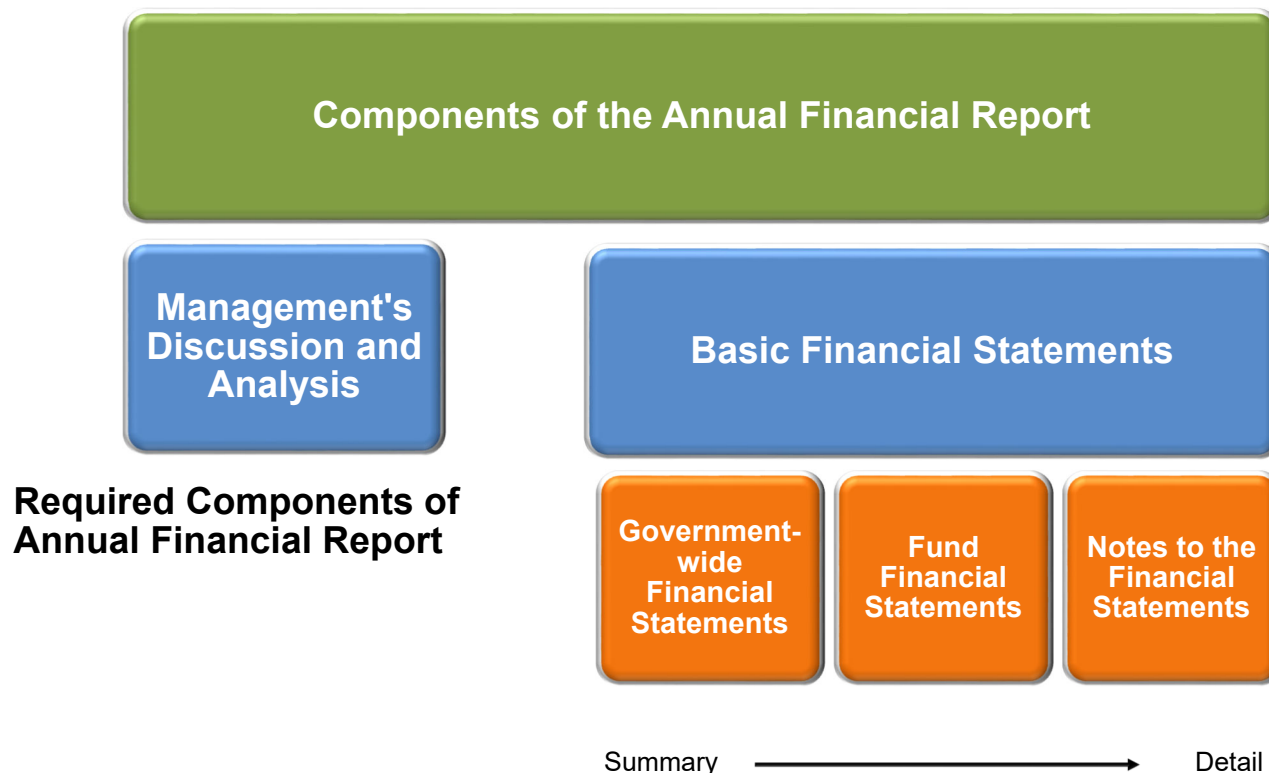 Components of the Annual Financial Report
Management's
Discussion and
Analysis
Basic Financial Statements
Required Components of
Annual Financial Report
Government-
wide
Financial
Statements
Fund
Financial
Statements
Notes to the
Financial
Statements
Summary
Detail